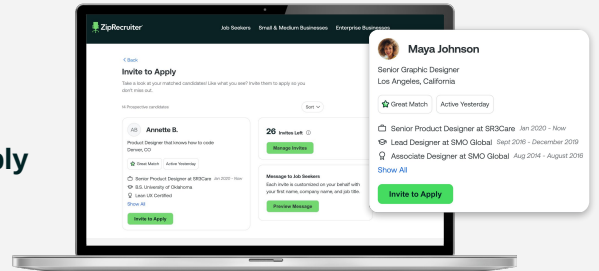 ply
ZipRecruiter
Job Seekers Small & Medium Businesses Enterprise Businesses
< Back
Invite to Apply
Take a look at your matched candidates! Like what you see? Invite them to apply so you
don't miss out.
14 Prospective candidates
Sort
AB Annette B.
Product Designer that knows how to code
Denver, CO
Great Match Active Yesterday
Senior Product Designer at SR3Care Jan 2020 - Now
B.S. University of Oklahoma
Lean UX Certified
Show All
Invite to Apply
26 Invites Left
Manage Invites
Message to Job Seekers
Each invite is customized on your behalf with
your first name, company name, and job title.
Preview Message
Maya Johnson
Senior Graphic Designer
Los Angeles, California
Great Match Active Yesterday
Senior Product Designer at SR3Care Jan 2020 - Now
Lead Designer at SMO Global Sept 2016 - December 2019
Associate Designer at SMO Global Aug 2014 - August 2016
Show All
Invite to Apply